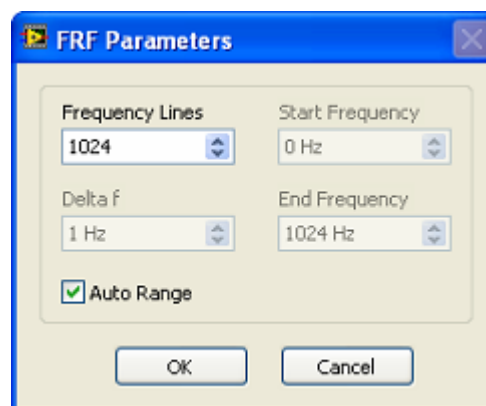 FRF Parameters
Frequency Lines
Start Frequency
1024
0 Hz
Delta f
End Frequency
1 Hz
1024 Hz
Auto Range
OK
Cancel